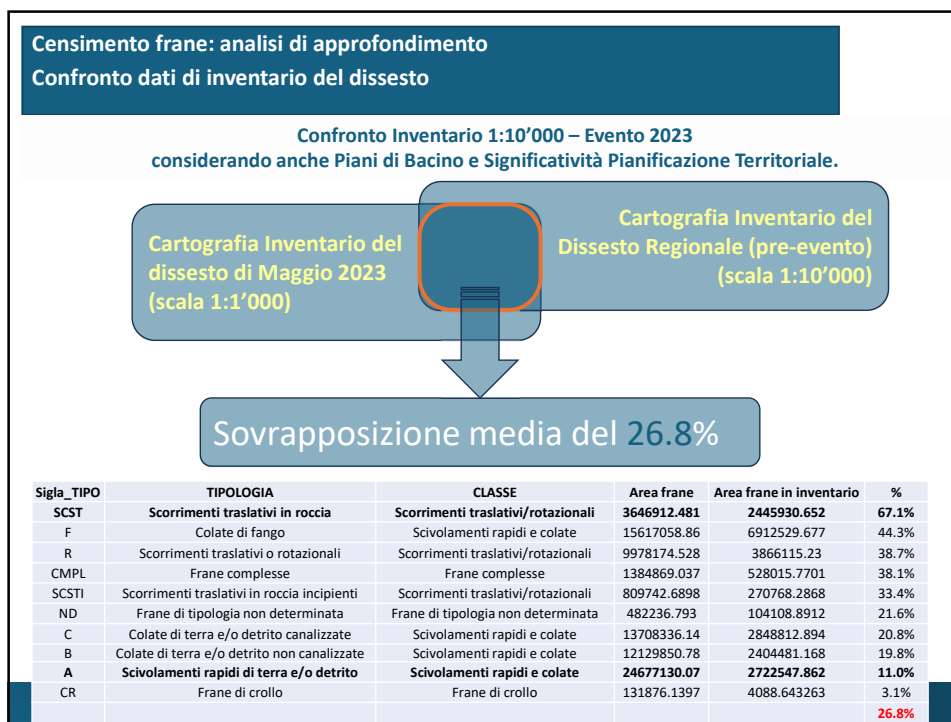 Censimento frane: analisi di approfondimento
Confronto dati di inventario del dissesto
Confronto Inventario 1:10’000 – Evento 2023
considerando anche Piani di Bacino e Significatività Pianificazione Territoriale.
Cartografia Inventario del
dissesto di Maggio 2023
(scala 1:1’000)
Cartografia Inventario del
Dissesto Regionale (pre-evento)
(scala 1:10’000)
Sovrapposizione media del 26.8%
Sigla_TIPO TIPOLOGIA CLASSE Area frane Area frane in inventario %
SCST Scorrimenti traslativi in roccia Scorrimenti traslativi/rotazionali 3646912.481 2445930.652 67.1%
F Colate di fango Scivolamenti rapidi e colate 15617058.86 6912529.677 44.3%
R Scorrimenti traslativi o rotazionali Scorrimenti traslativi/rotazionali 9978174.528 3866115.23 38.7%
CMPL Frane complesse Frane complesse 1384869.037 528015.7701 38.1%
SCSTI Scorrimenti traslativi in roccia incipienti Scorrimenti traslativi/rotazionali 809742.6898 270768.2868 33.4%
ND Frane di tipologia non determinata Frane di tipologia non determinata 482236.793 104108.8912 21.6%
C Colate di terra e/o detrito canalizzate Scivolamenti rapidi e colate 13708336.14 2848812.894 20.8%
B Colate di terra e/o detrito non canalizzate Scivolamenti rapidi e colate 12129850.78 2404481.168 19.8%
A Scivolamenti rapidi di terra e/o detrito Scivolamenti rapidi e colate 24677130.07 2722547.862 11.0%
CR Frane di crollo Frane di crollo 131876.1397 4088.643263 3.1%
26.8%